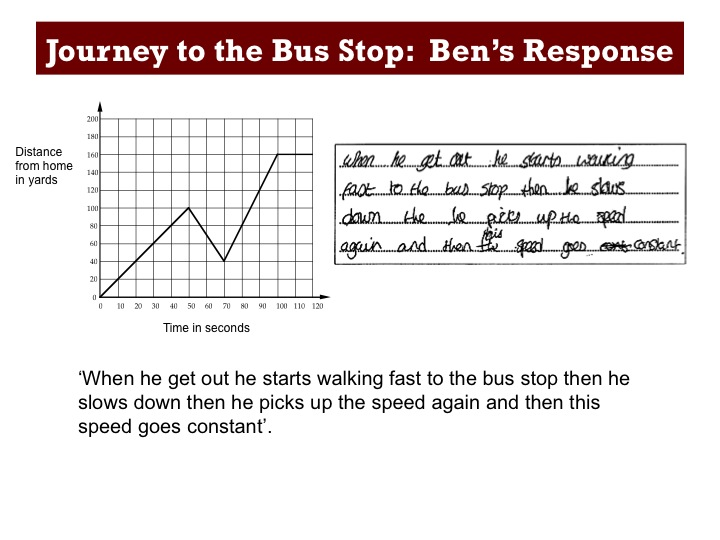 Journey to the Bus Stop: Ben's Response
Distance
from home
in yards
200
180
160
140
120
100
80
60
40
20
0
0 10 20 30 40 50 60 70 80 90 100 110 120
Time in seconds
when he get out he starts walking
fast to the bus stop then he slows
down the he picks up the speed
this
again and then the speed goes cont constant.
'When he get out he starts walking fast to the bus stop then he
slows down then he picks up the speed again and then this
speed goes constant'.